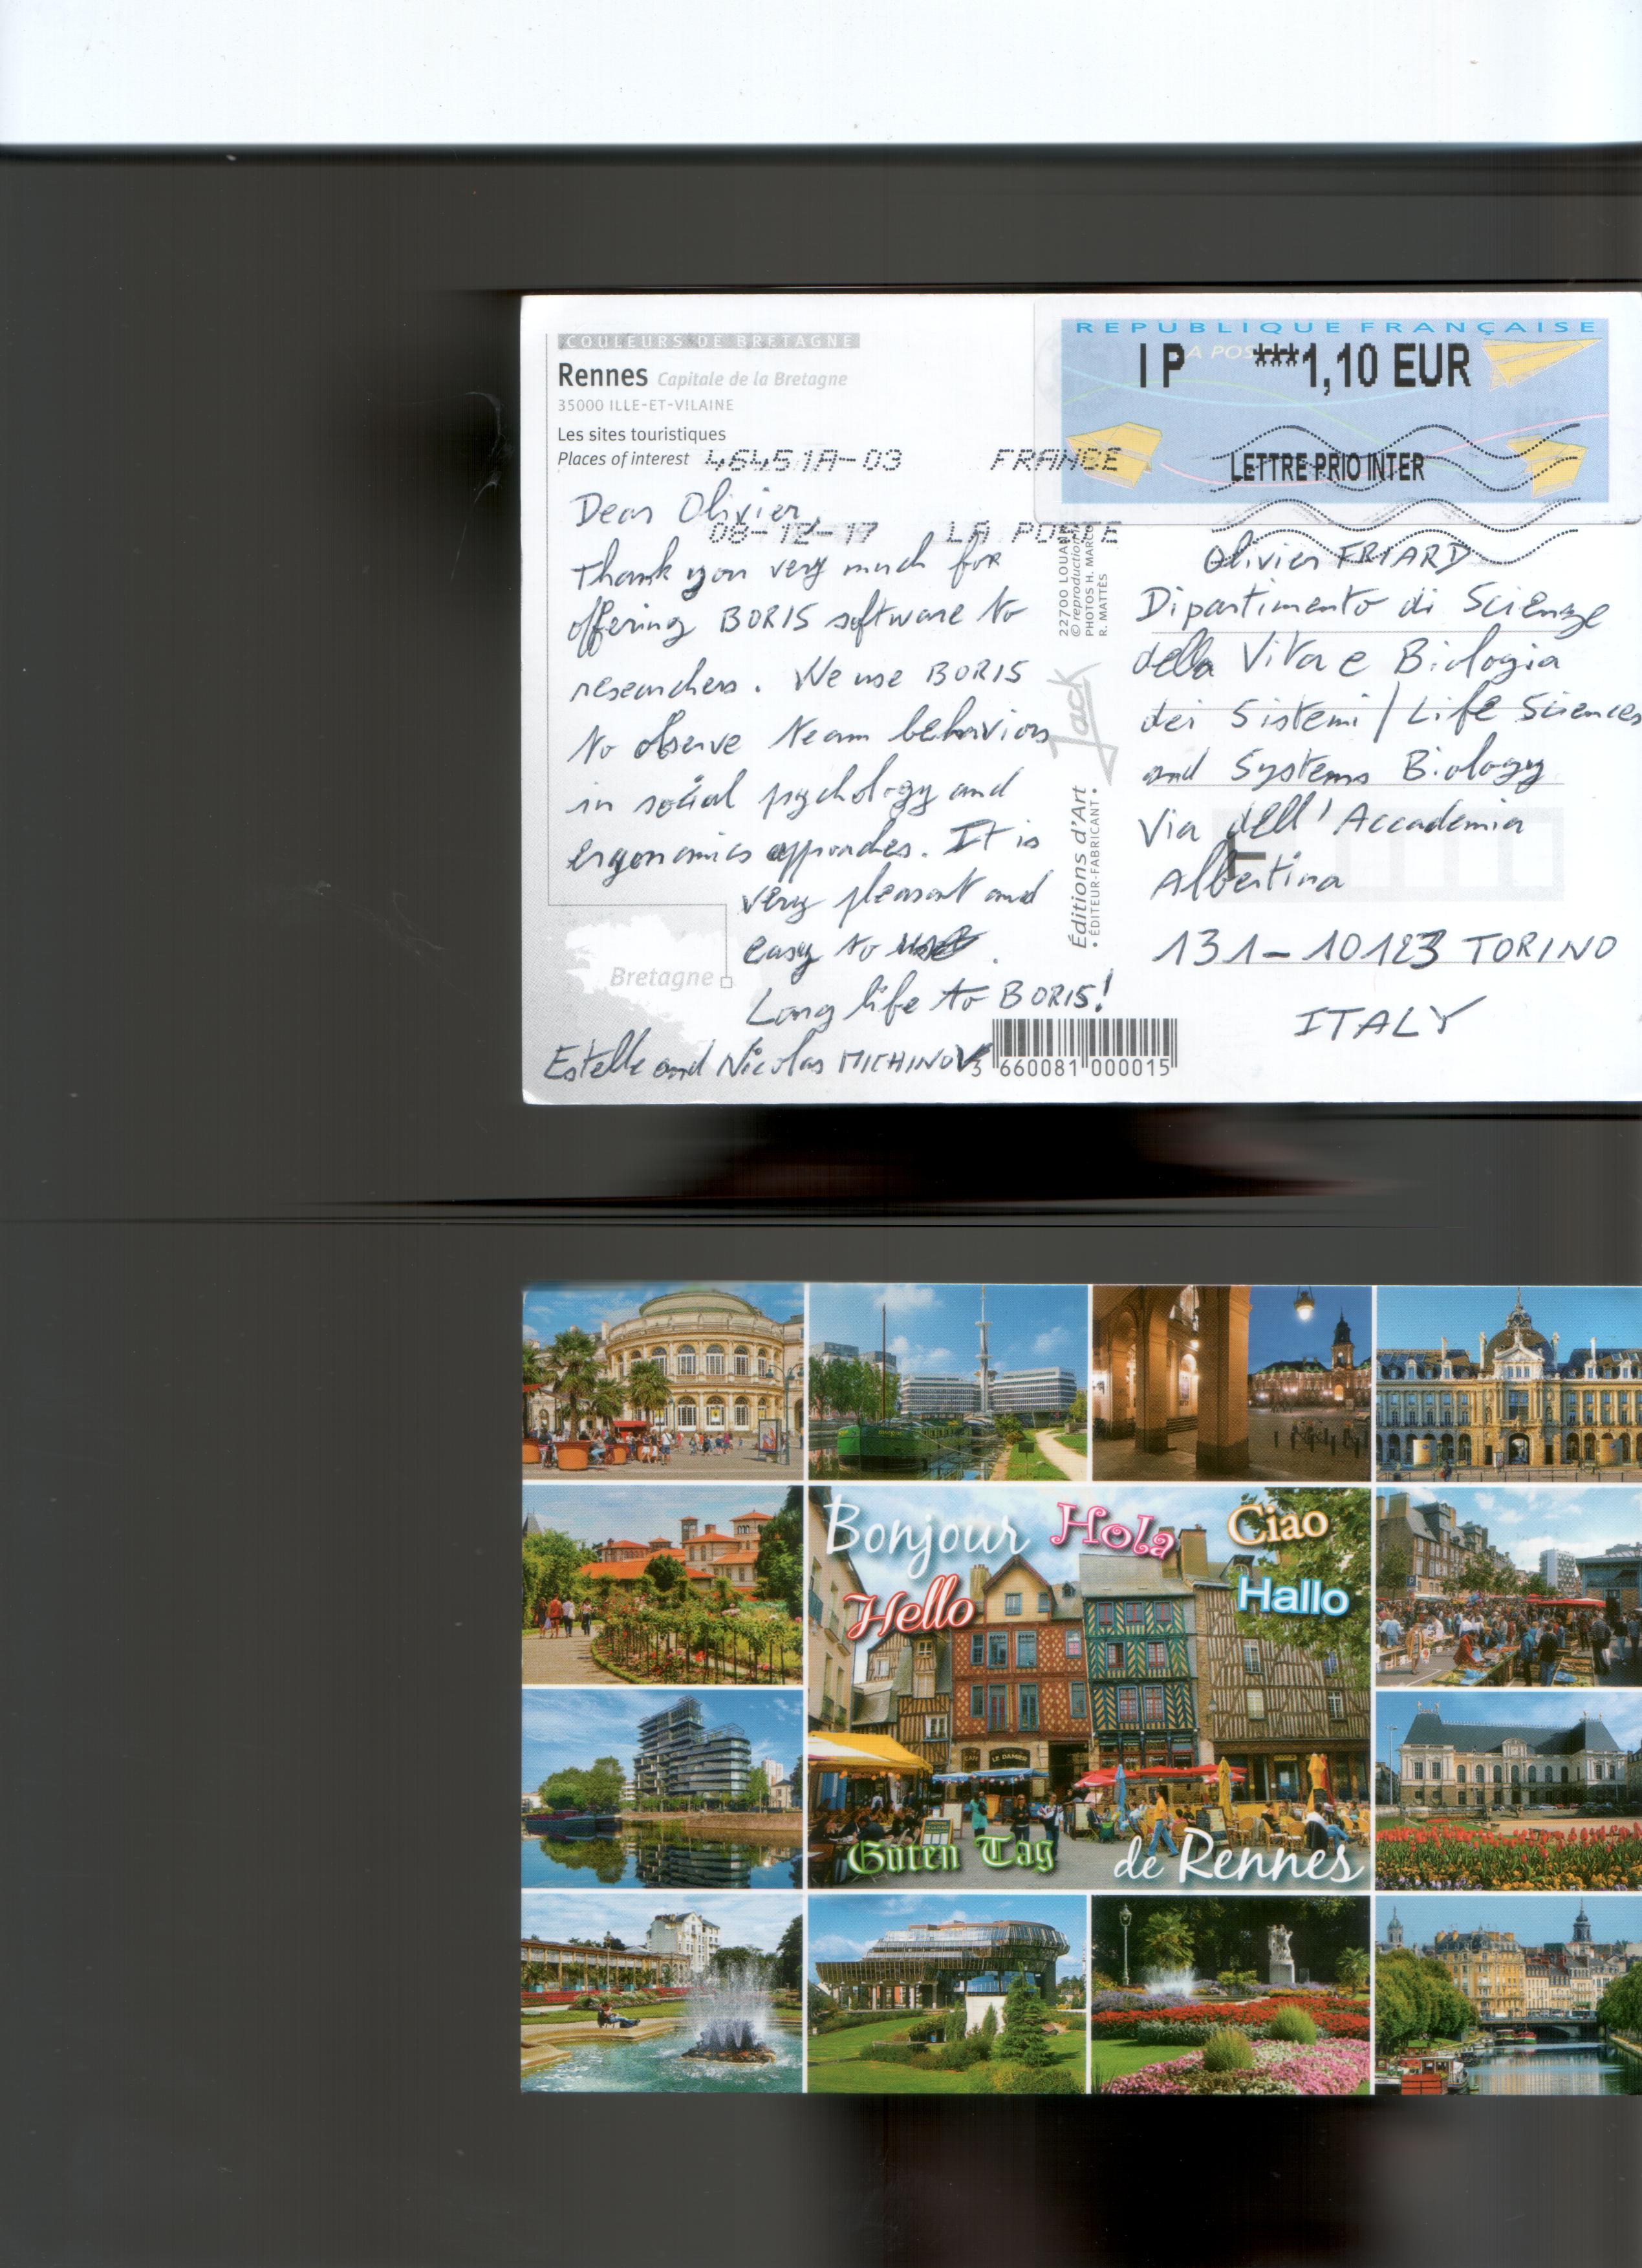 COULEURS DE BRETAGNE
Rennes Capitale de la Bretagne
35000 ILLE-ET-VILAINE
Les sites touristiques
Places of interest
46451A-03 FRANCE
08-12-17 LA POSTE
REPUBLIQUE FRANÇAISE
LA POSTE
IP ***1,10 EUR
LETTRE PRIO INTER
Dear Olivier,
Thank you very much for
offering BORIS software to
researchers. We use BORIS
to observe team behaviors
in social psychology and
ergonomics approaches. It is
very pleasant and
easy to use.
Long life to BORIS!
Estelle and Nicolas MICHINOV
Olivier FRIARD
Dipartimento di Scienze
della Vita e Biologia
dei Sistemi / Life Sciences
and Systems Biology
Via dell' Accademia
Albertina
131-10123 TORINO
ITALY
22700 LOUAN
© reproduction
PHOTOS H. MARC
R. MATTÈS
Jack
Éditions d'Art
• ÉDITEUR-FABRICANT •
Bretagne
3 660081 000015
Bonjour Hola Ciao
Hello Hallo
CAFE LE DAMIER
Guten Tag de Rennes